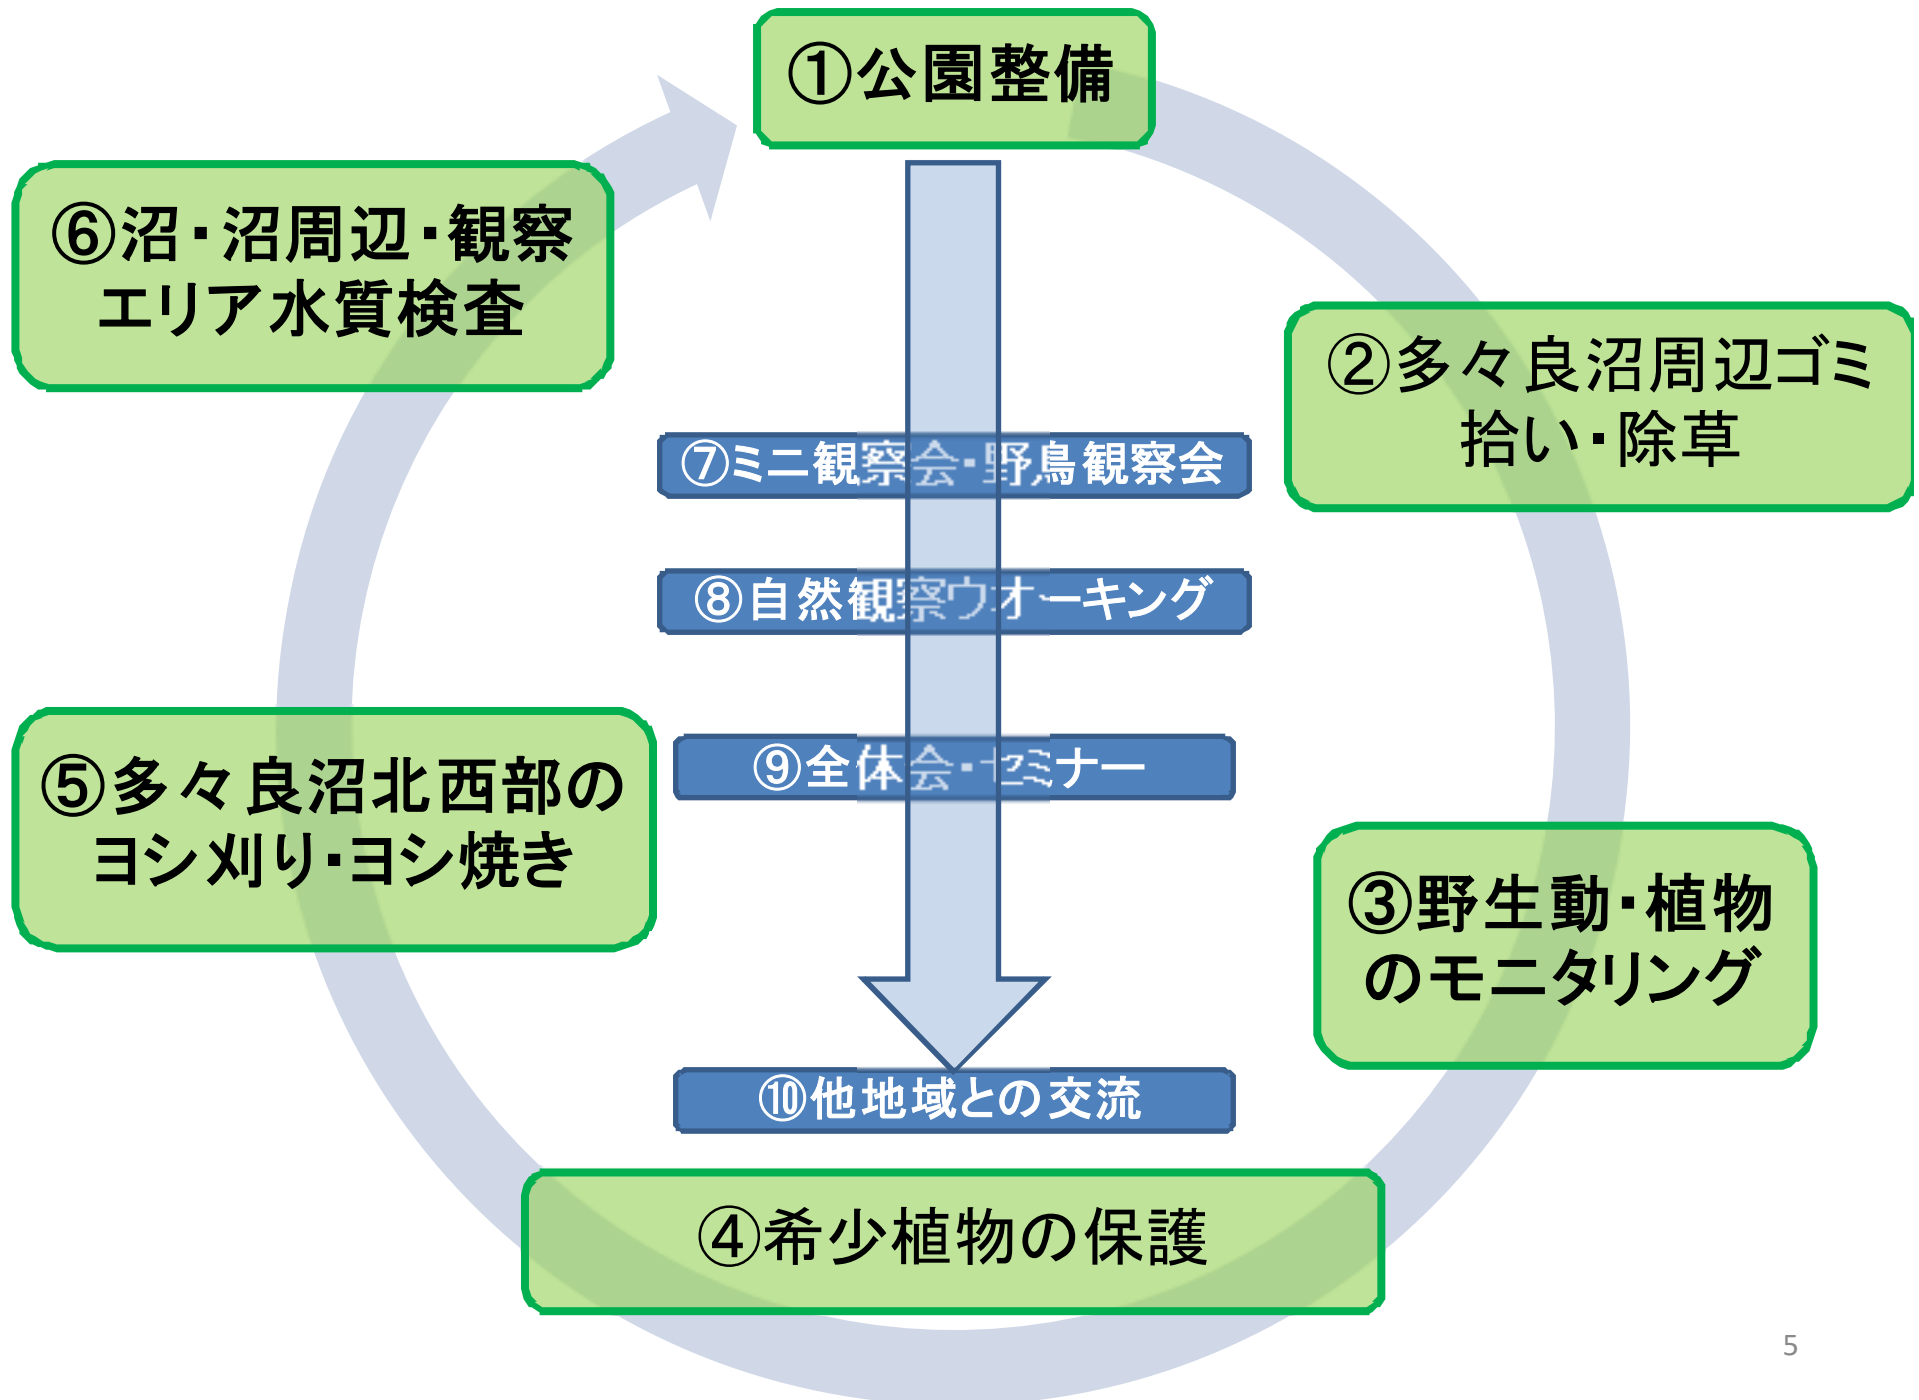 ①公園整備
⑥沼・沼周辺・観察
エリア水質検査
②多々良沼周辺ゴミ
拾い・除草
⑦ミニ観察会・野鳥観察会
⑧自然観察ウオーキング
⑨全体会・セミナー
⑤多々良沼北西部の
ヨシ刈り・ヨシ焼き
③野生動・植物
のモニタリング
⑩他地域との交流
④希少植物の保護
5